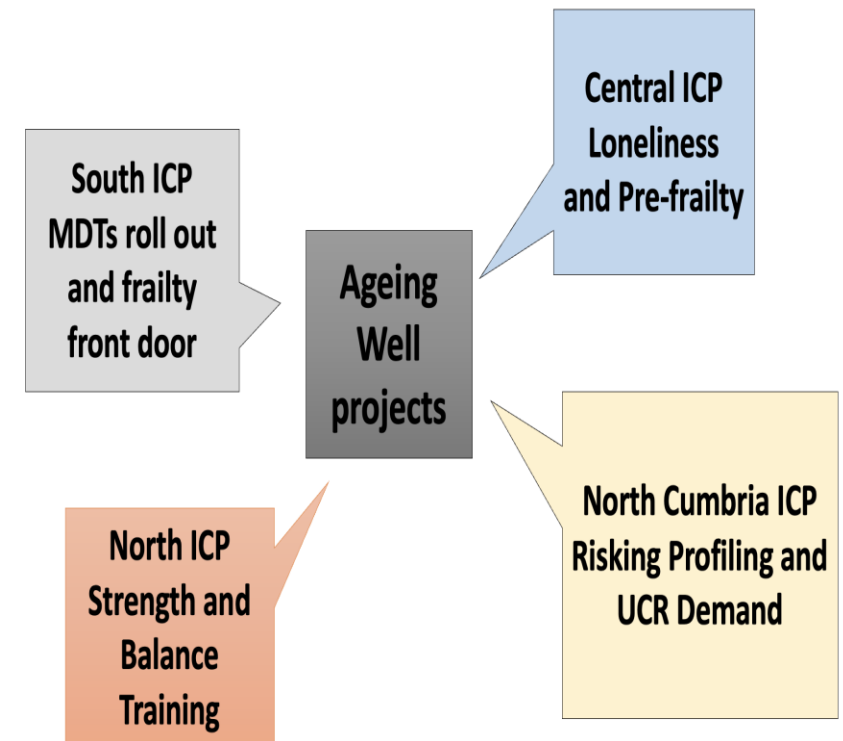 Central ICP
Loneliness
and Pre-frailty
South ICP
MDTs roll out
and frailty
front door
Ageing
Well
projects
North Cumbria ICP
Risking Profiling and
UCR Demand
North ICP
Strength and
Balance
Training